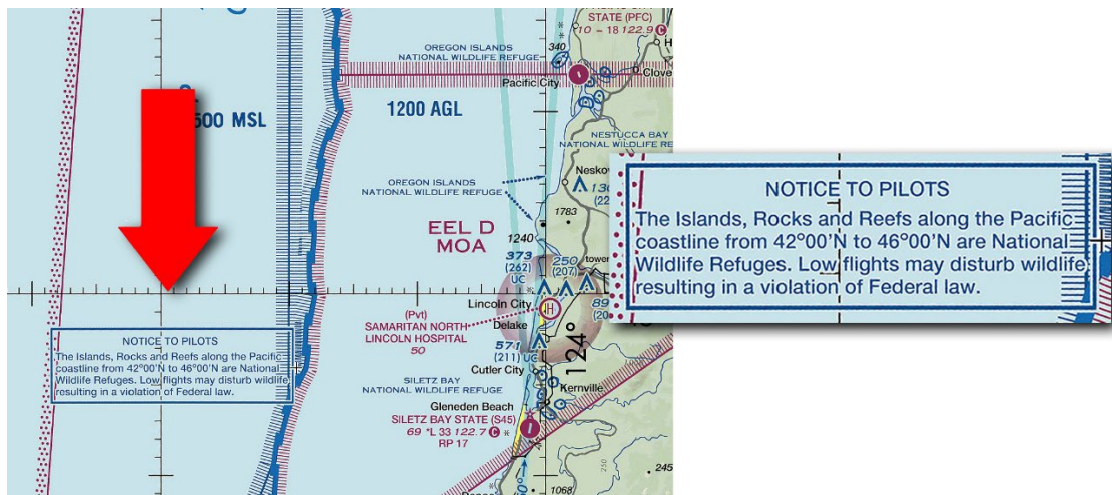 STATE (PFC)
10 - 18 122.9 C
OREGON ISLANDS
NATIONAL WILDLIFE REFUGE
340
Pacific City
Clove
500 MSL
1200 AGL
NESTUCCA BAY
NATIONAL WILDLIFE RE
OREGON ISLANDS
NATIONAL WILDLIFE REFUGE
Nesko
1783
EEL D
MOA
1240
373
(262)
UC
250
(207)
tower
Lincoln City
H
(Pvt)
SAMARITAN NORTH
LINCOLN HOSPITAL
50
Delake
124°
571
(211) UC
Cutler City
SILETZ BAY
NATIONAL WILDLIFE REFUGE
Kernville
Gleneden Beach
SILETZ BAY STATE (S45)
69 *L 33 122.7 C *
RP 17
250
245
1068
NOTICE TO PILOTS
The Islands, Rocks and Reefs along the Pacific
coastline from 42°00'N to 46°00'N are National
Wildlife Refuges. Low flights may disturb wildlife
resulting in a violation of Federal law.
NOTICE TO PILOTS
The Islands, Rocks and Reefs along the Pacific
coastline from 42°00'N to 46°00'N are National
Wildlife Refuges. Low flights may disturb wildlife
resulting in a violation of Federal law.